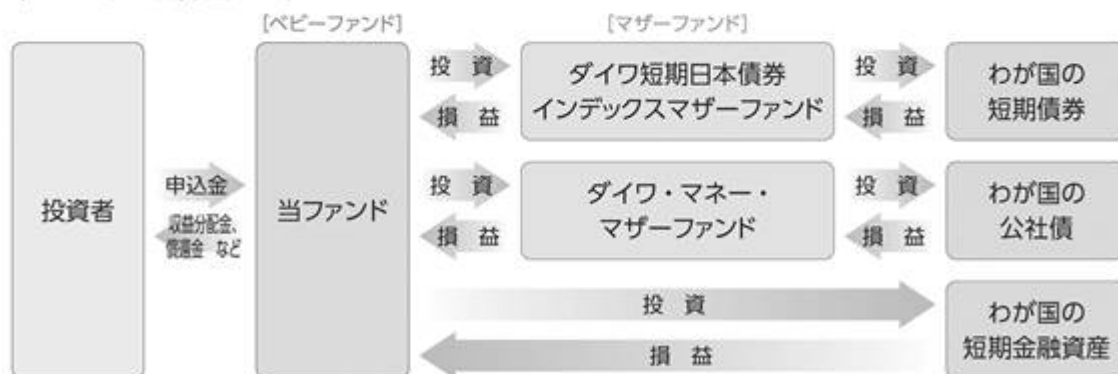 [ベビーファンド]
[マザーファンド]
投資者
申込金
収益分配金、
償還金 など
当ファンド
投 資
損 益
ダイワ短期日本債券
インデックスマザーファンド
投 資
損 益
わが国の
短期債券
投 資
損 益
ダイワ・マネー・
マザーファンド
投 資
損 益
わが国の
公社債
投 資
損 益
わが国の
短期金融資産